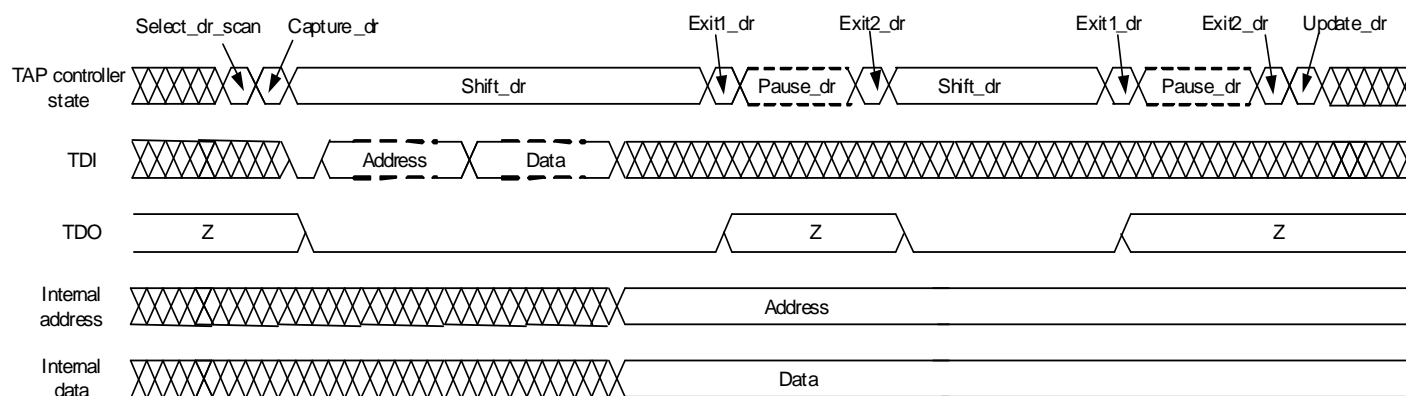 Select_dr_scan Capture_dr Exit1_dr Exit2_dr Exit1_dr Exit2_dr Update_dr
TAP controller
state
Shift_dr Pause_dr Shift_dr Pause_dr
TDI
Address Data
TDO
Z Z Z
Internal
address
Address
Internal
data
Data